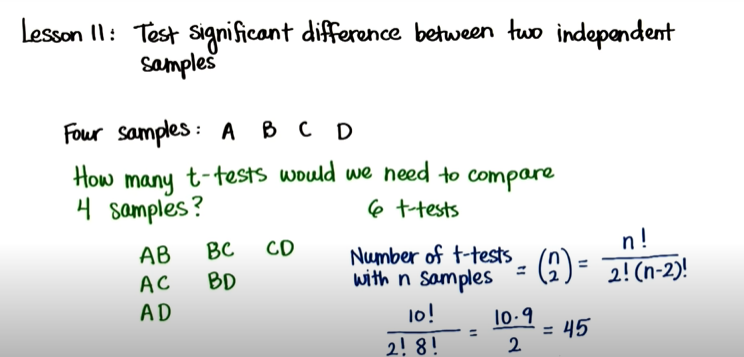 Lesson 11: Test significant difference between two independent
samples
Four samples: A B C D
How many t-tests would we need to compare
4 samples?
6 t-tests
AB BC CD
AC BD
AD
Number of t-tests
with n samples = (n 2) = n! / 2!(n-2)!
10! / 2! 8! = 10·9 / 2 = 45